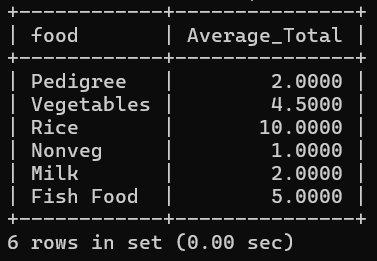 +------------+---------------+
| food       | Average_Total |
+------------+---------------+
| Pedigree   |        2.0000 |
| Vegetables |        4.5000 |
| Rice       |       10.0000 |
| Nonveg     |        1.0000 |
| Milk       |        2.0000 |
| Fish Food  |        5.0000 |
+------------+---------------+
6 rows in set (0.00 sec)